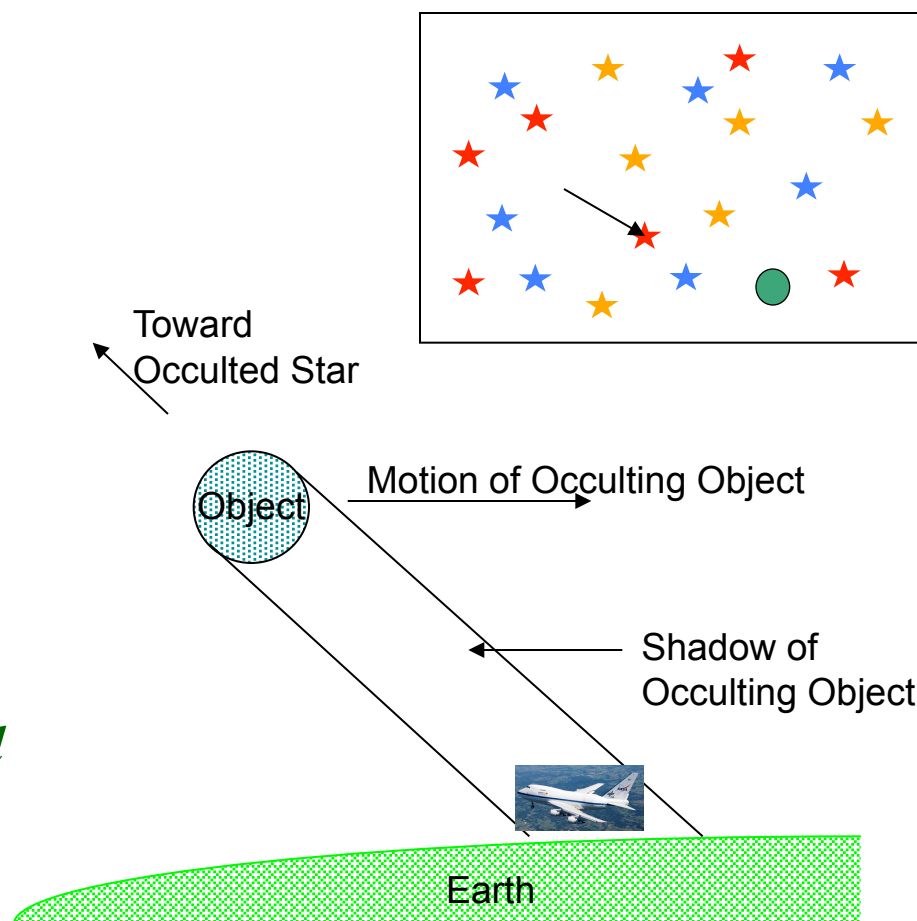 Toward
Occulted Star
Object
Motion of Occulting Object
Shadow of
Occulting Object
Earth